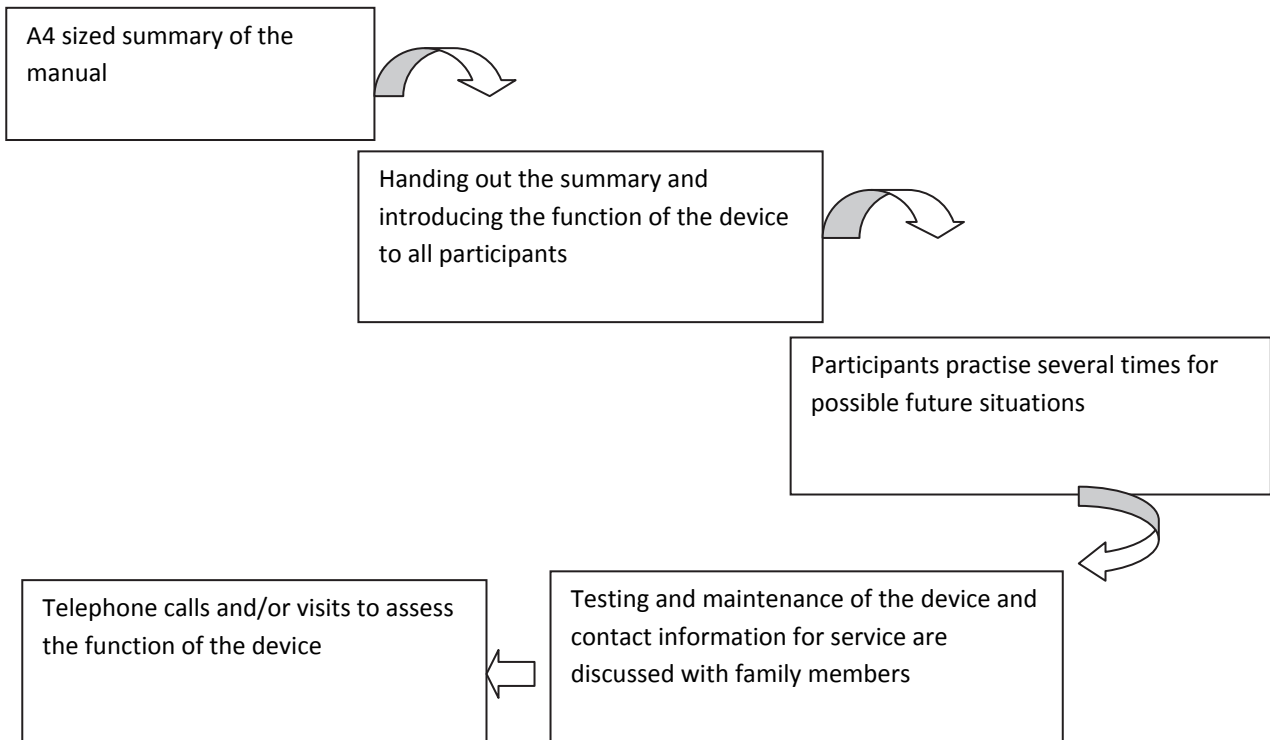 A4 sized summary of the
manual
Handing out the summary and
introducing the function of the device
to all participants
Participants practise several times for
possible future situations
Testing and maintenance of the device and
contact information for service are
discussed with family members
Telephone calls and/or visits to assess
the function of the device